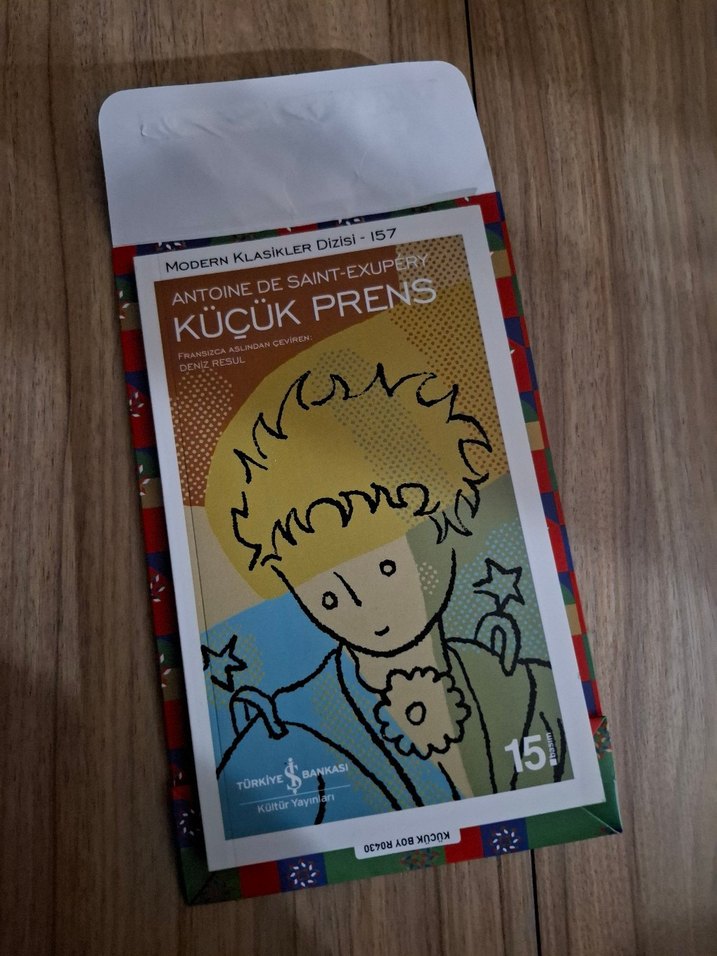 MODERN KLASİKLER DİZİSİ - 157
ANTOINE DE SAINT-EXUPÉRY
KÜÇÜK PRENS
FRANSIZCA ASLINDAN ÇEVİREN:
DENİZ RESUL
15.
basım
TÜRKİYE İŞ BANKASI
Kültür Yayınları
KÜÇÜK BOY R0430